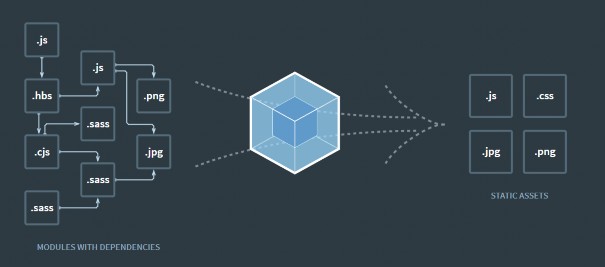 .js
.js
.hbs
.png
.sass
.cjs
.jpg
.sass
.sass
MODULES WITH DEPENDENCIES
.js
.css
.jpg
.png
STATIC ASSETS